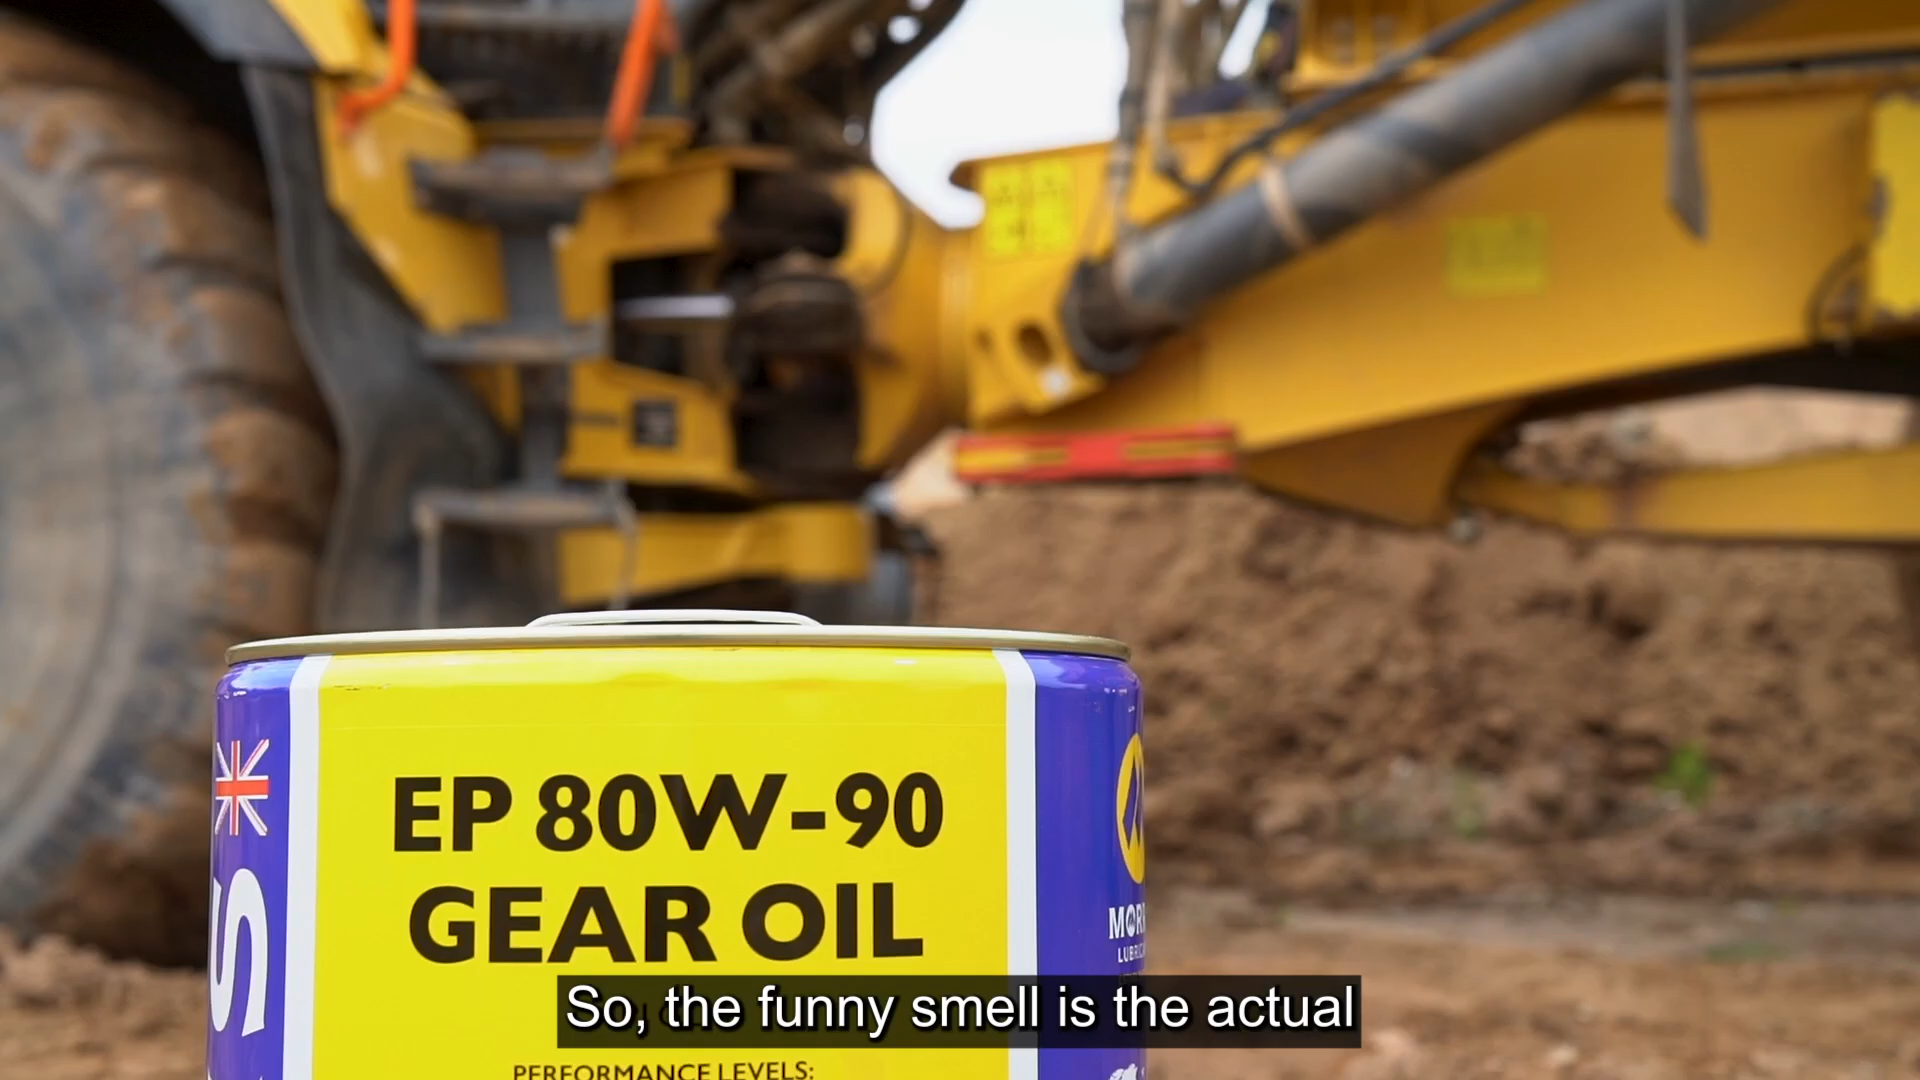 EP 80W-90
GEAR OIL
PERFORMANCE LEVELS:
So, the funny smell is the actual